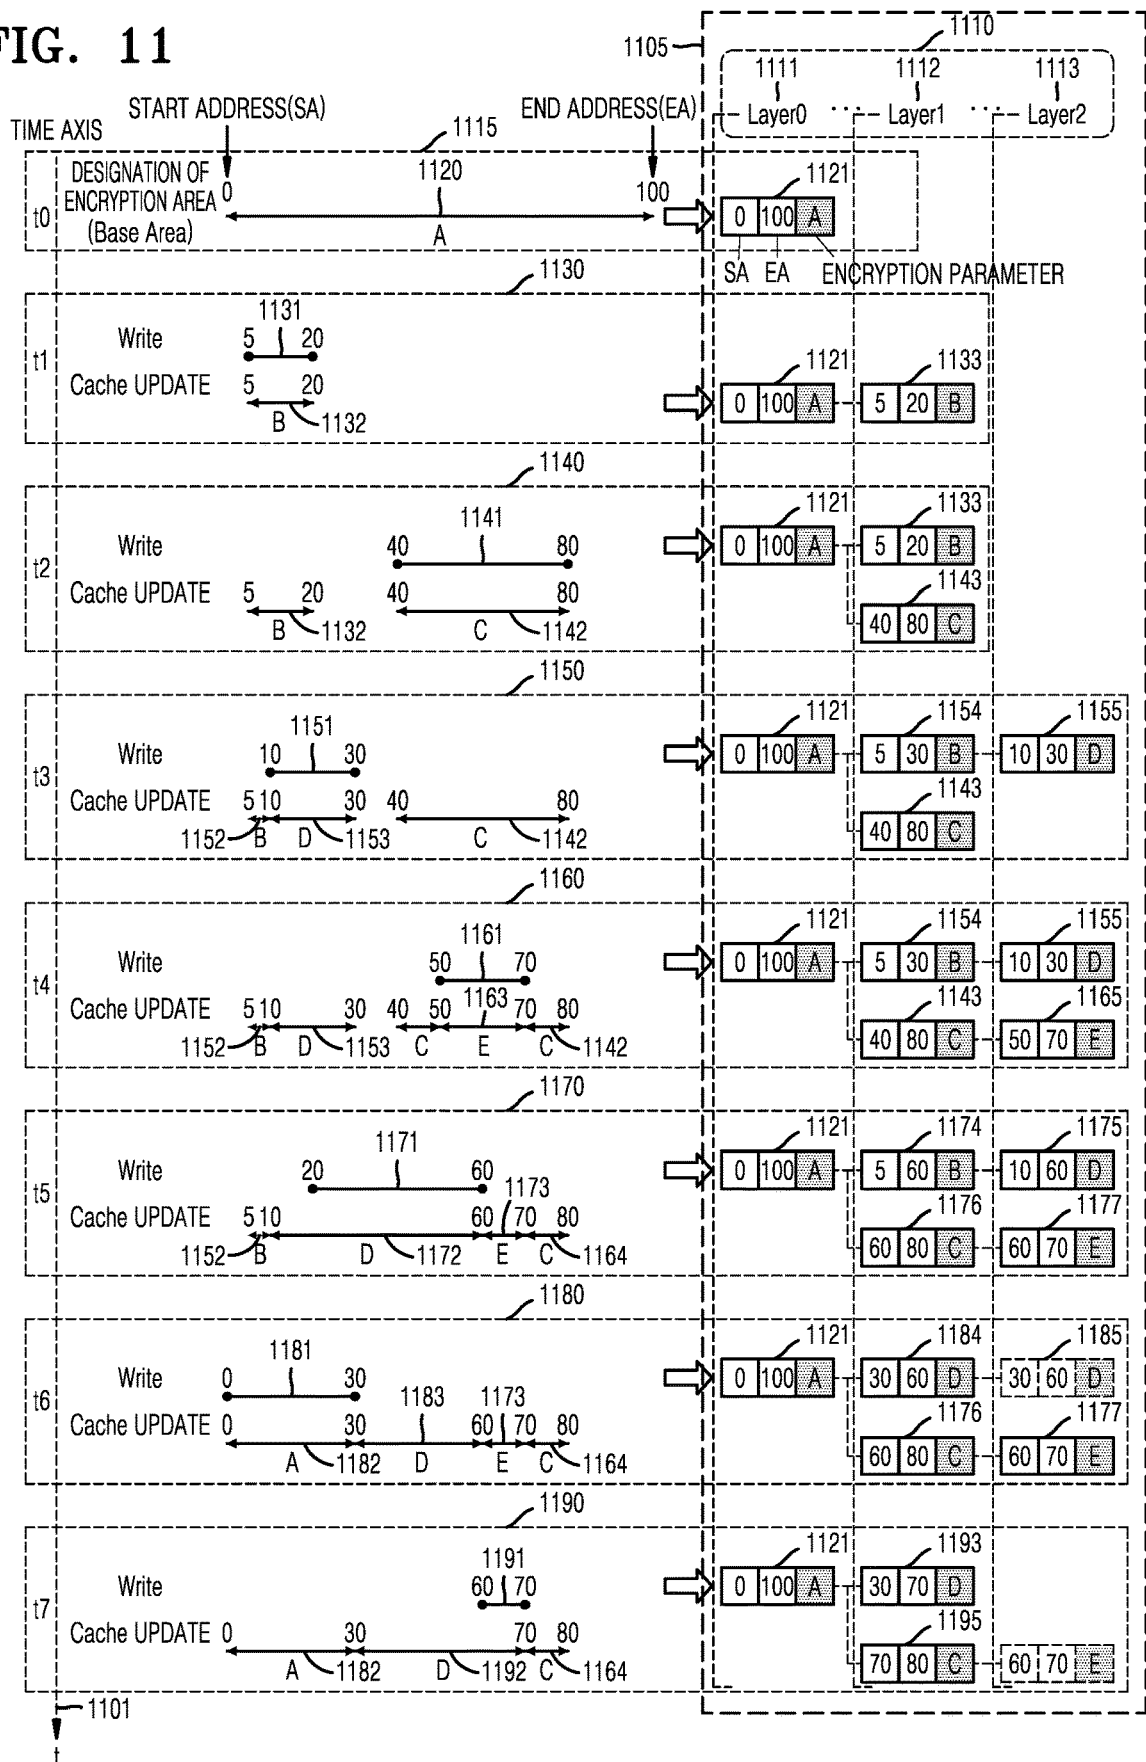 FIG. 11
1105
1110
1111 1112 1113
Layer0 ... Layer1 ... Layer2
START ADDRESS(SA) END ADDRESS(EA)
TIME AXIS
1115
t0
DESIGNATION OF
ENCRYPTION AREA
(Base Area)
0 1120 100
A
1121
0 100 A
SA EA ENCRYPTION PARAMETER
1130
t1
1131
Write 5 20
Cache UPDATE 5 20
B 1132
1121 1133
0 100 A 5 20 B
1140
t2
1141
Write 40 80
Cache UPDATE 5 20 40 80
B 1132 C 1142
1121 1133
0 100 A 5 20 B
1143
40 80 C
1150
t3
1151
Write 10 30
Cache UPDATE 5 10 30 40 80
1152 B D 1153 C 1142
1121 1154 1155
0 100 A 5 30 B 10 30 D
1143
40 80 C
1160
t4
1161
Write 50 70
1163
Cache UPDATE 5 10 30 40 50 70 80
1152 B D 1153 C E C 1142
1121 1154 1155
0 100 A 5 30 B 10 30 D
1143 1165
40 80 C 50 70 E
1170
t5
1171
Write 20 60
1173
Cache UPDATE 5 10 60 70 80
1152 B D 1172 E C 1164
1121 1174 1175
0 100 A 5 60 B 10 60 D
1176 1177
60 80 C 60 70 E
1180
t6
1181
Write 0 30
1183 1173
Cache UPDATE 0 30 60 70 80
A 1182 D E C 1164
1121 1184 1185
0 100 A 30 60 D 30 60 D
1176 1177
60 80 C 60 70 E
1190
t7
1191
Write 60 70
Cache UPDATE 0 30 70 80
A 1182 D 1192 C 1164
1121 1193
0 100 A 30 70 D
1195
70 80 C 60 70 E
1101
t